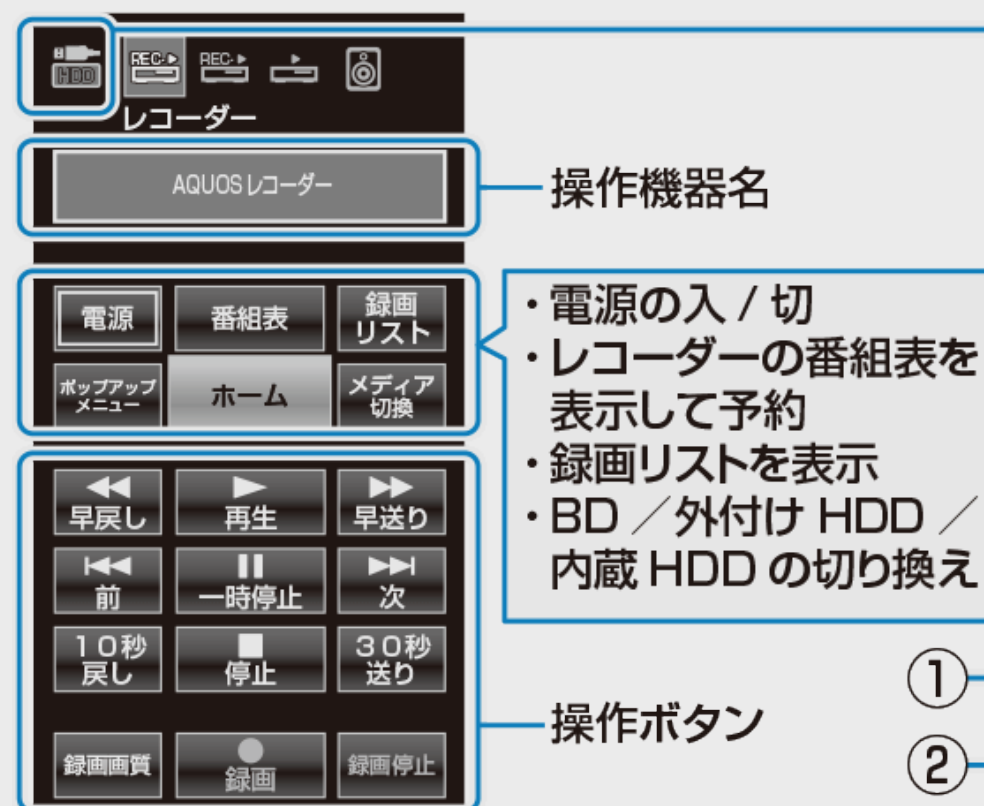 HDD
REC
REC
レコーダー
AQUOSレコーダー
操作機器名
電源
番組表
録画
リスト
ポップアップ
メニュー
ホーム
メディア
切換
・電源の入 / 切
・レコーダーの番組表を
表示して予約
・録画リストを表示
・BD ／外付け HDD ／
内蔵 HDD の切り換え
早戻し
再生
早送り
前
一時停止
次
10秒
戻し
停止
30秒
送り
録画画質
録画
録画停止
操作ボタン
①
②